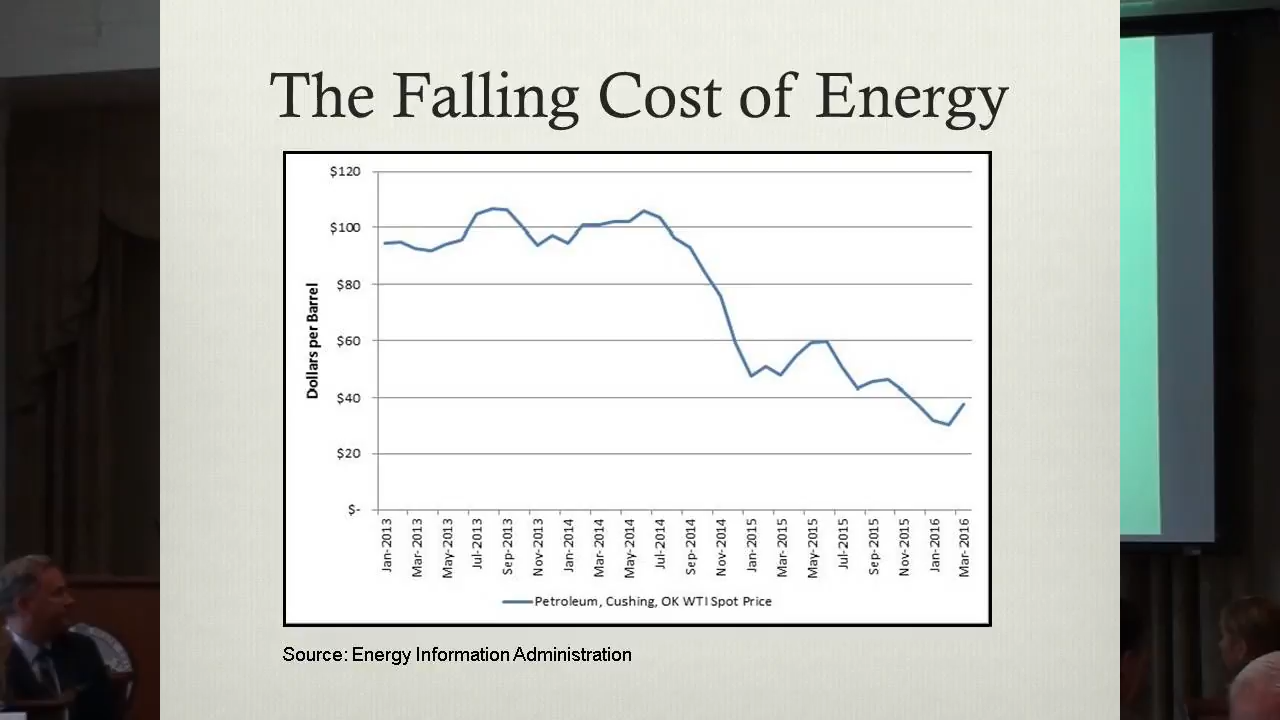 The Falling Cost of Energy
$120
$100
$80
$60
$40
$20
$-
Dollars per Barrel
Jan-2013
Mar-2013
May-2013
Jul-2013
Sep-2013
Nov-2013
Jan-2014
Mar-2014
May-2014
Jul-2014
Sep-2014
Nov-2014
Jan-2015
Mar-2015
May-2015
Jul-2015
Sep-2015
Nov-2015
Jan-2016
Mar-2016
Petroleum, Cushing, OK WTI Spot Price
Source: Energy Information Administration